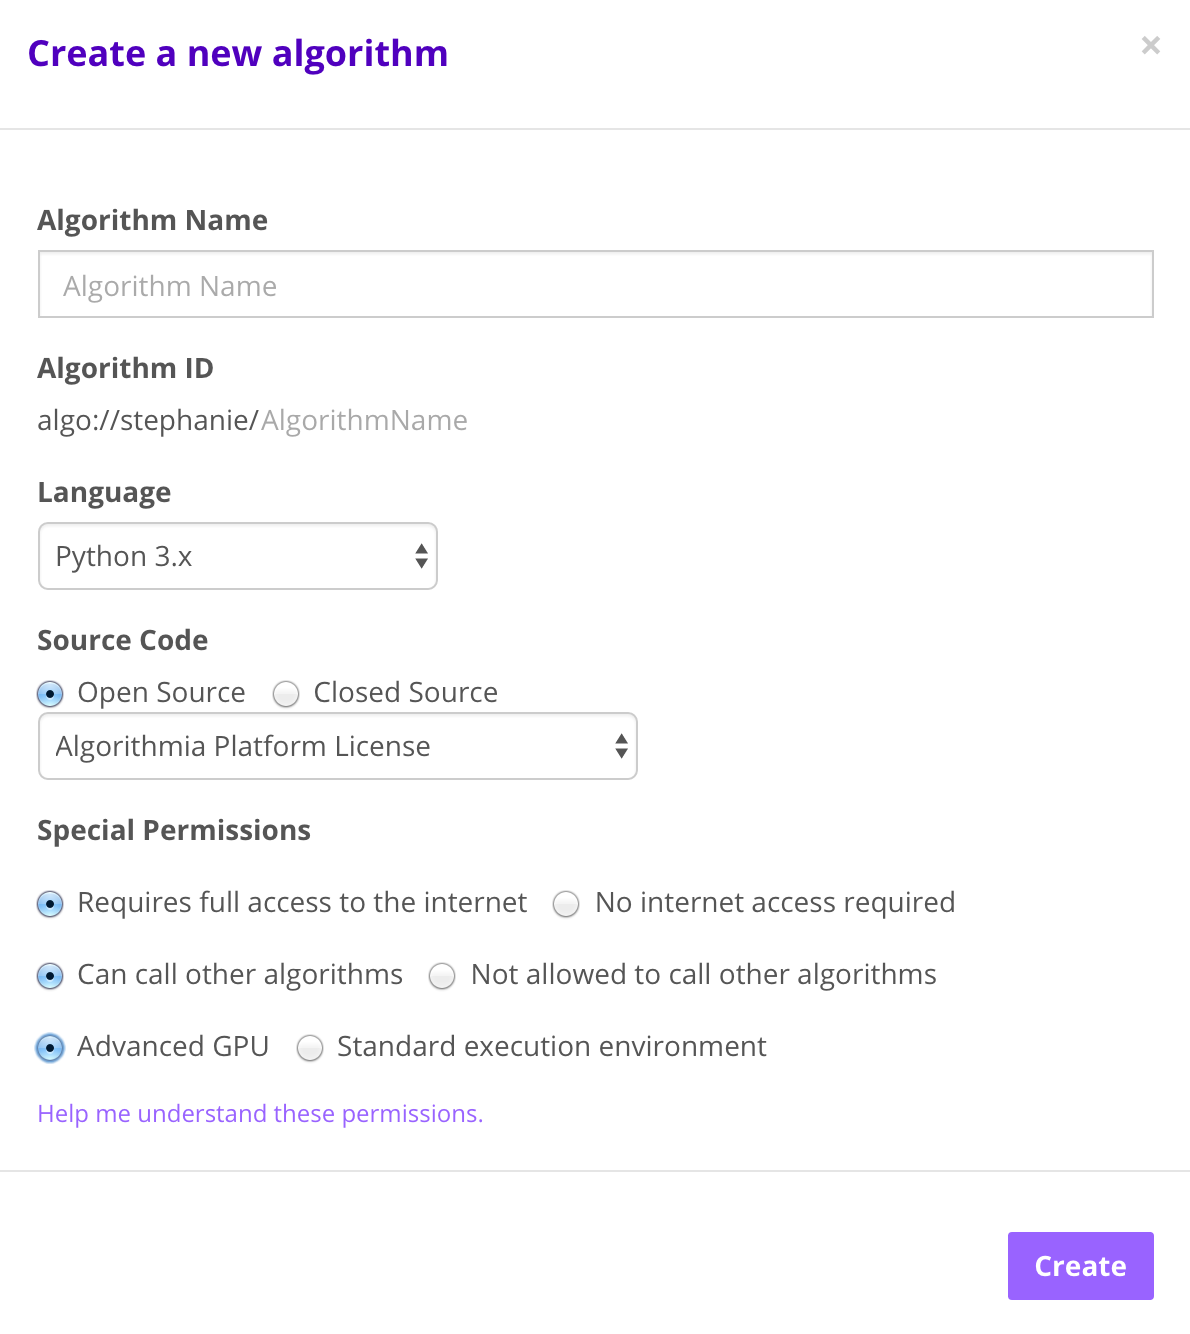 Create a new algorithm ×
Algorithm Name
Algorithm Name
Algorithm ID
algo://stephanie/AlgorithmName
Language
Python 3.x
Source Code
Open Source Closed Source
Algorithmia Platform License
Special Permissions
Requires full access to the internet No internet access required
Can call other algorithms Not allowed to call other algorithms
Advanced GPU Standard execution environment
Help me understand these permissions.
Create